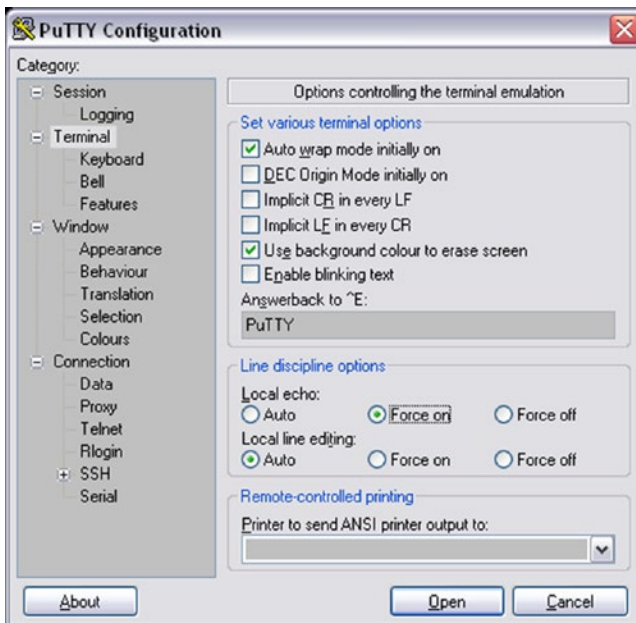 PuTTY Configuration
Category:
Session
Logging
Terminal
Keyboard
Bell
Features
Window
Appearance
Behaviour
Translation
Selection
Colours
Connection
Data
Proxy
Telnet
Rlogin
SSH
Serial
Options controlling the terminal emulation
Set various terminal options
Auto wrap mode initially on
DEC Origin Mode initially on
Implicit CR in every LF
Implicit LF in every CR
Use background colour to erase screen
Enable blinking text
Answerback to ^E:
PuTTY
Line discipline options
Local echo:
Auto Force on Force off
Local line editing:
Auto Force on Force off
Remote-controlled printing
Printer to send ANSI printer output to:
About Open Cancel